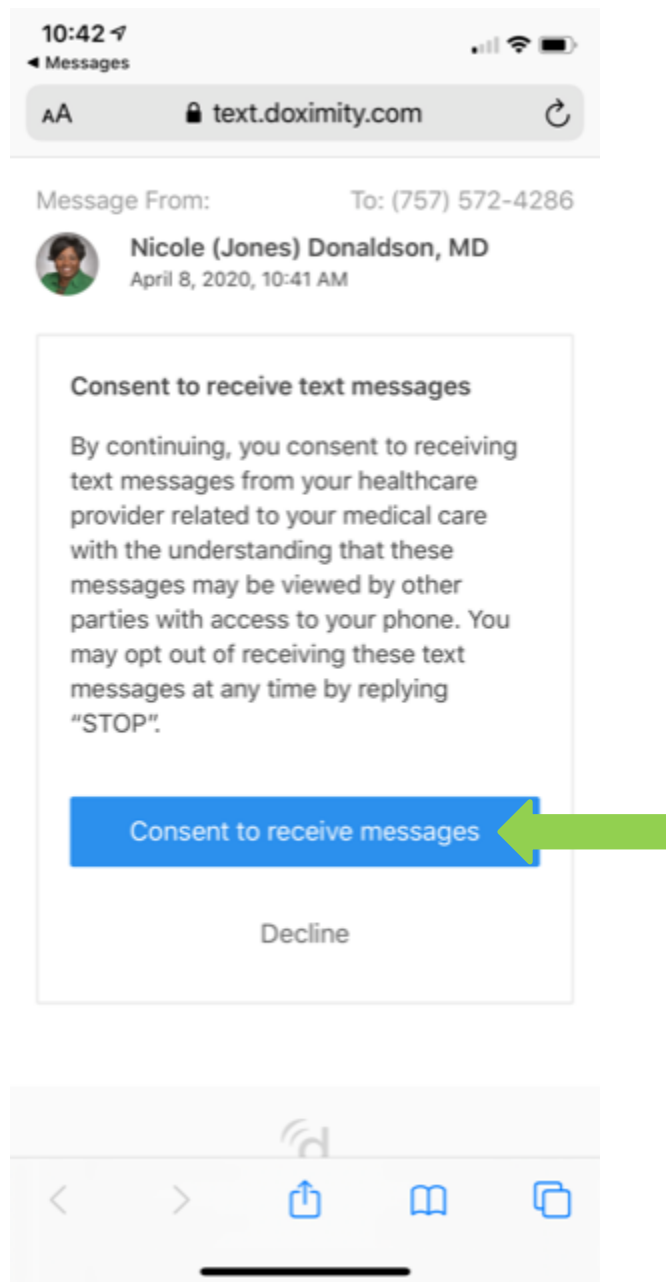 10:42
◀ Messages
AA text.doximity.com
Message From: To: (757) 572-4286
Nicole (Jones) Donaldson, MD
April 8, 2020, 10:41 AM
Consent to receive text messages
By continuing, you consent to receiving
text messages from your healthcare
provider related to your medical care
with the understanding that these
messages may be viewed by other
parties with access to your phone. You
may opt out of receiving these text
messages at any time by replying
“STOP”.
Consent to receive messages
Decline
d